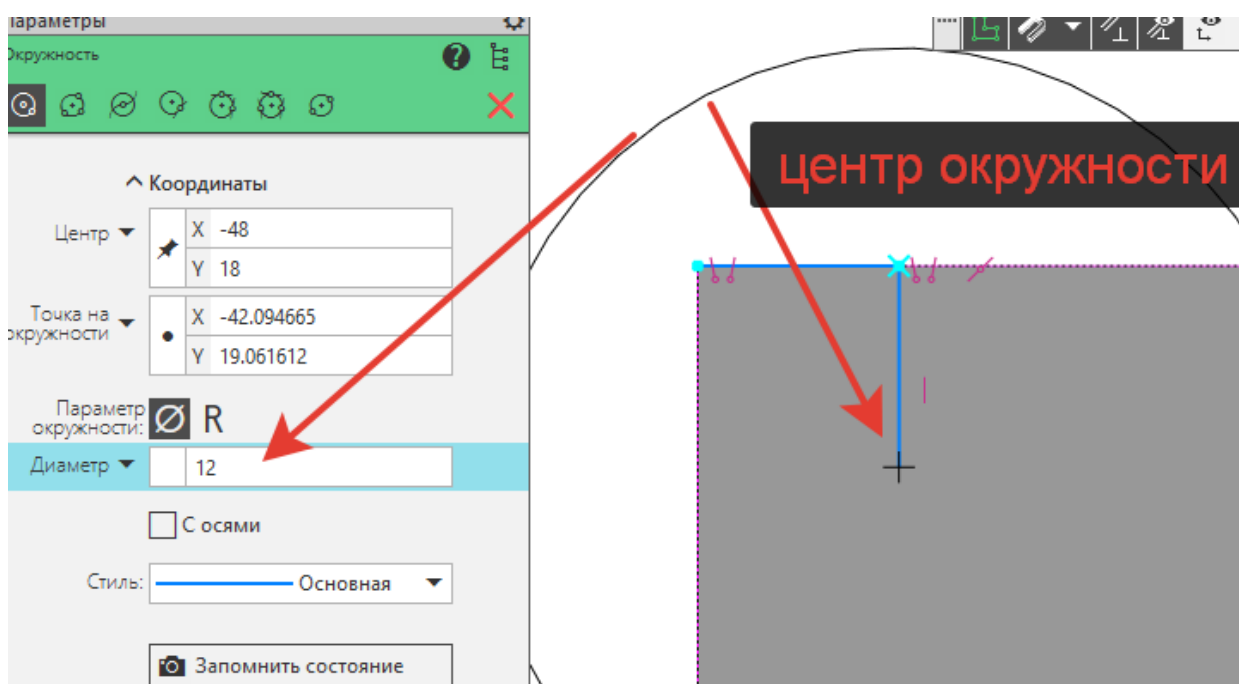 Параметры
Окружность
Координаты
Центр
X -48
Y 18
Точка на
окружности
X -42.094665
Y 19.061612
Параметр
окружности:
R
Диаметр
12
С осями
Стиль:
Основная
Запомнить состояние
центр окружности